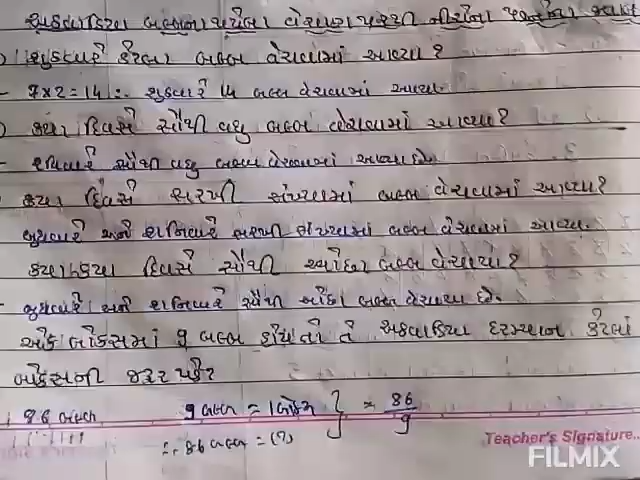 અઠવાડિયા બલ્બના વેચાણ પરથી નીચેના જવાબ
શુક્રવારે કેટલા બલ્બ વેચવામાં આવ્યા?
- 7×2=14 ∴ શુક્રવારે 14 બલ્બ વેચવામાં આવ્યા.
કયા દિવસે સૌથી વધુ બલ્બ વેચવામાં આવ્યા?
- રવિવારે સૌથી વધુ બલ્બ વેચવામાં આવ્યા છે.
કયા દિવસે સરખી સંખ્યામાં બલ્બ વેચવામાં આવ્યા?
બુધવારે અને શનિવારે સરખી સંખ્યામાં બલ્બ વેચવામાં આવ્યા.
કયા કયા દિવસે સૌથી ઓછા બલ્બ વેચાયા?
- બુધવારે અને શનિવારે સૌથી ઓછા બલ્બ વેચાયા છે.
એક બોક્સમાં 9 બલ્બ હોય તો તે અઠવાડિયા દરમ્યાન કેટલાં
બોક્સની જરૂર પડે?
86 બલ્બ 9 બલ્બ = 1 બોક્ષ } = 86/9
∴ 86 બલ્બ = (?)
Teacher's Signature..
FILMIX